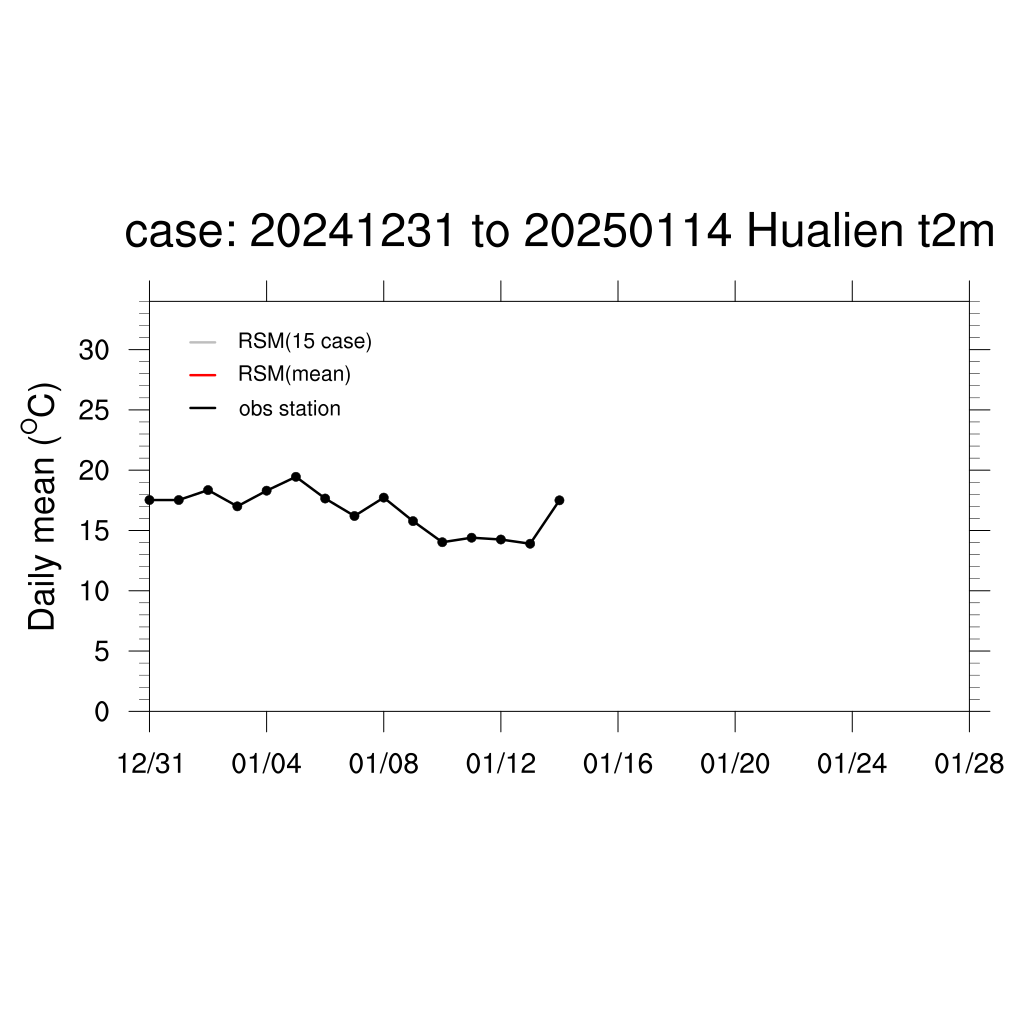 case: 20241231 to 20250114 Hualien t2m
RSM(15 case)
RSM(mean)
obs station
Daily mean (°C)
30
25
20
15
10
5
0
12/31 01/04 01/08 01/12 01/16 01/20 01/24 01/28